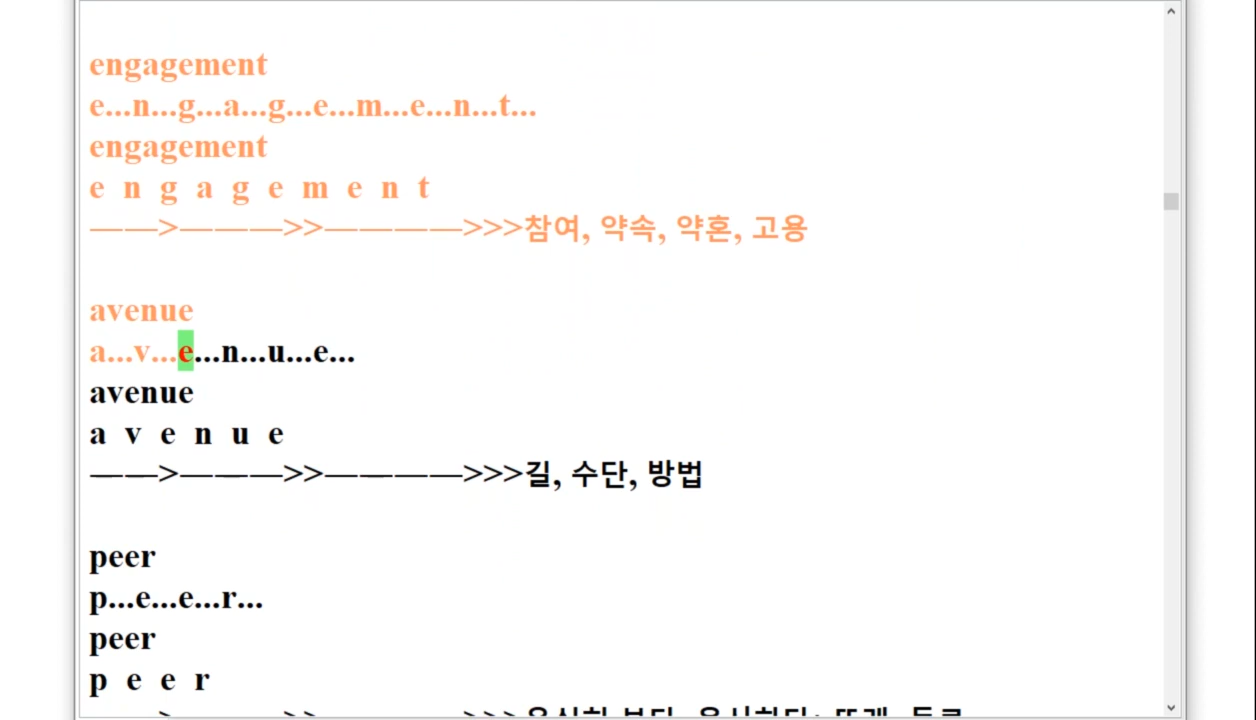 engagement
e...n...g...a...g...e...m...e...n...t...
engagement
e n g a g e m e n t
——>———>>————>>>참여, 약속, 약혼, 고용
avenue
a...v...e...n...u...e...
avenue
a v e n u e
——>———>>————>>>길, 수단, 방법
peer
p...e...e...r...
peer
p e e r